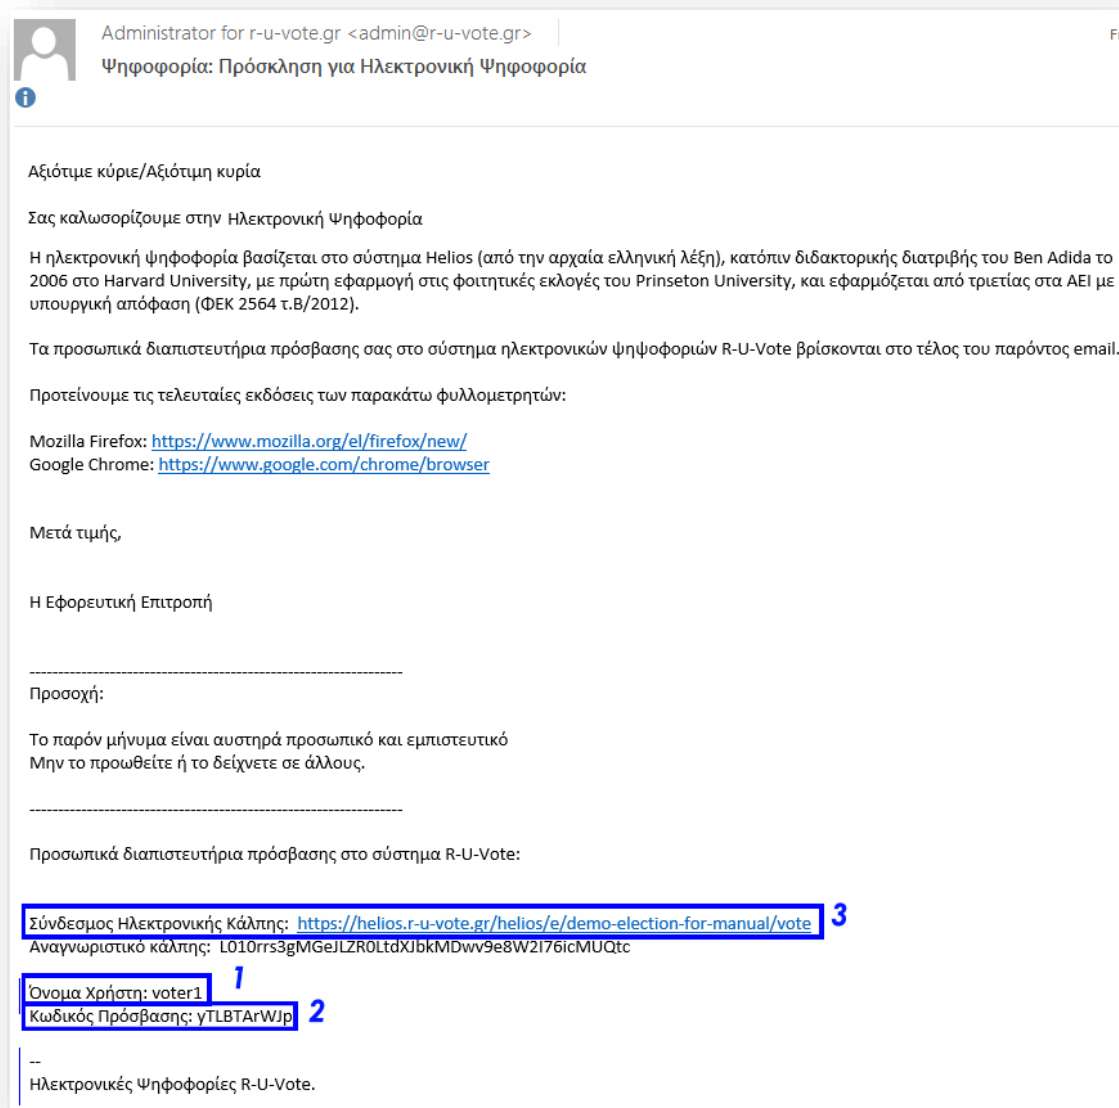 Administrator for r-u-vote.gr <admin@r-u-vote.gr>
Ψηφοφορία: Πρόσκληση για Ηλεκτρονική Ψηφοφορία
Αξιότιμε κύριε/Αξιότιμη κυρία
Σας καλωσορίζουμε στην Ηλεκτρονική Ψηφοφορία
Η ηλεκτρονική ψηφοφορία βασίζεται στο σύστημα Helios (από την αρχαία ελληνική λέξη), κατόπιν διδακτορικής διατριβής του Ben Adida το
2006 στο Harvard University, με πρώτη εφαρμογή στις φοιτητικές εκλογές του Prinseton University, και εφαρμόζεται από τριετίας στα ΑΕΙ με
υπουργική απόφαση (ΦΕΚ 2564 τ.Β/2012).
Τα προσωπικά διαπιστευτήρια πρόσβασης σας στο σύστημα ηλεκτρονικών ψηψοφοριών R-U-Vote βρίσκονται στο τέλος του παρόντος email.
Προτείνουμε τις τελευταίες εκδόσεις των παρακάτω φυλλομετρητών:
Mozilla Firefox: https://www.mozilla.org/el/firefox/new/
Google Chrome: https://www.google.com/chrome/browser
Μετά τιμής,
Η Εφορευτική Επιτροπή
-----------------------------------------------------------------
Προσοχή:
Το παρόν μήνυμα είναι αυστηρά προσωπικό και εμπιστευτικό
Μην το προωθείτε ή το δείχνετε σε άλλους.
-----------------------------------------------------------------
Προσωπικά διαπιστευτήρια πρόσβασης στο σύστημα R-U-Vote:
Σύνδεσμος Ηλεκτρονικής Κάλπης: https://helios.r-u-vote.gr/helios/e/demo-election-for-manual/vote 3
Αναγνωριστικό κάλπης: L010rrs3gMGeJLZR0LtdXJbkMDwv9e8W2I76icMUQtc
Όνομα Χρήστη: voter1 1
Κωδικός Πρόσβασης: yTLBTArWJp 2
--
Ηλεκτρονικές Ψηφοφορίες R-U-Vote.